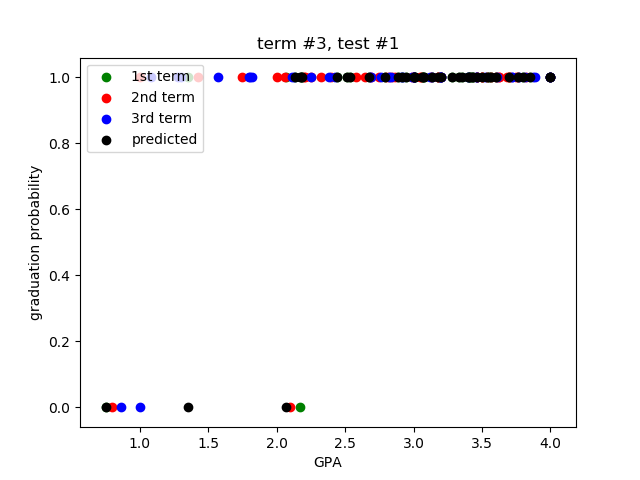 term #3, test #1
1st term
2nd term
3rd term
predicted
graduation probability
1.0
0.8
0.6
0.4
0.2
0.0
1.0 1.5 2.0 2.5 3.0 3.5 4.0
GPA